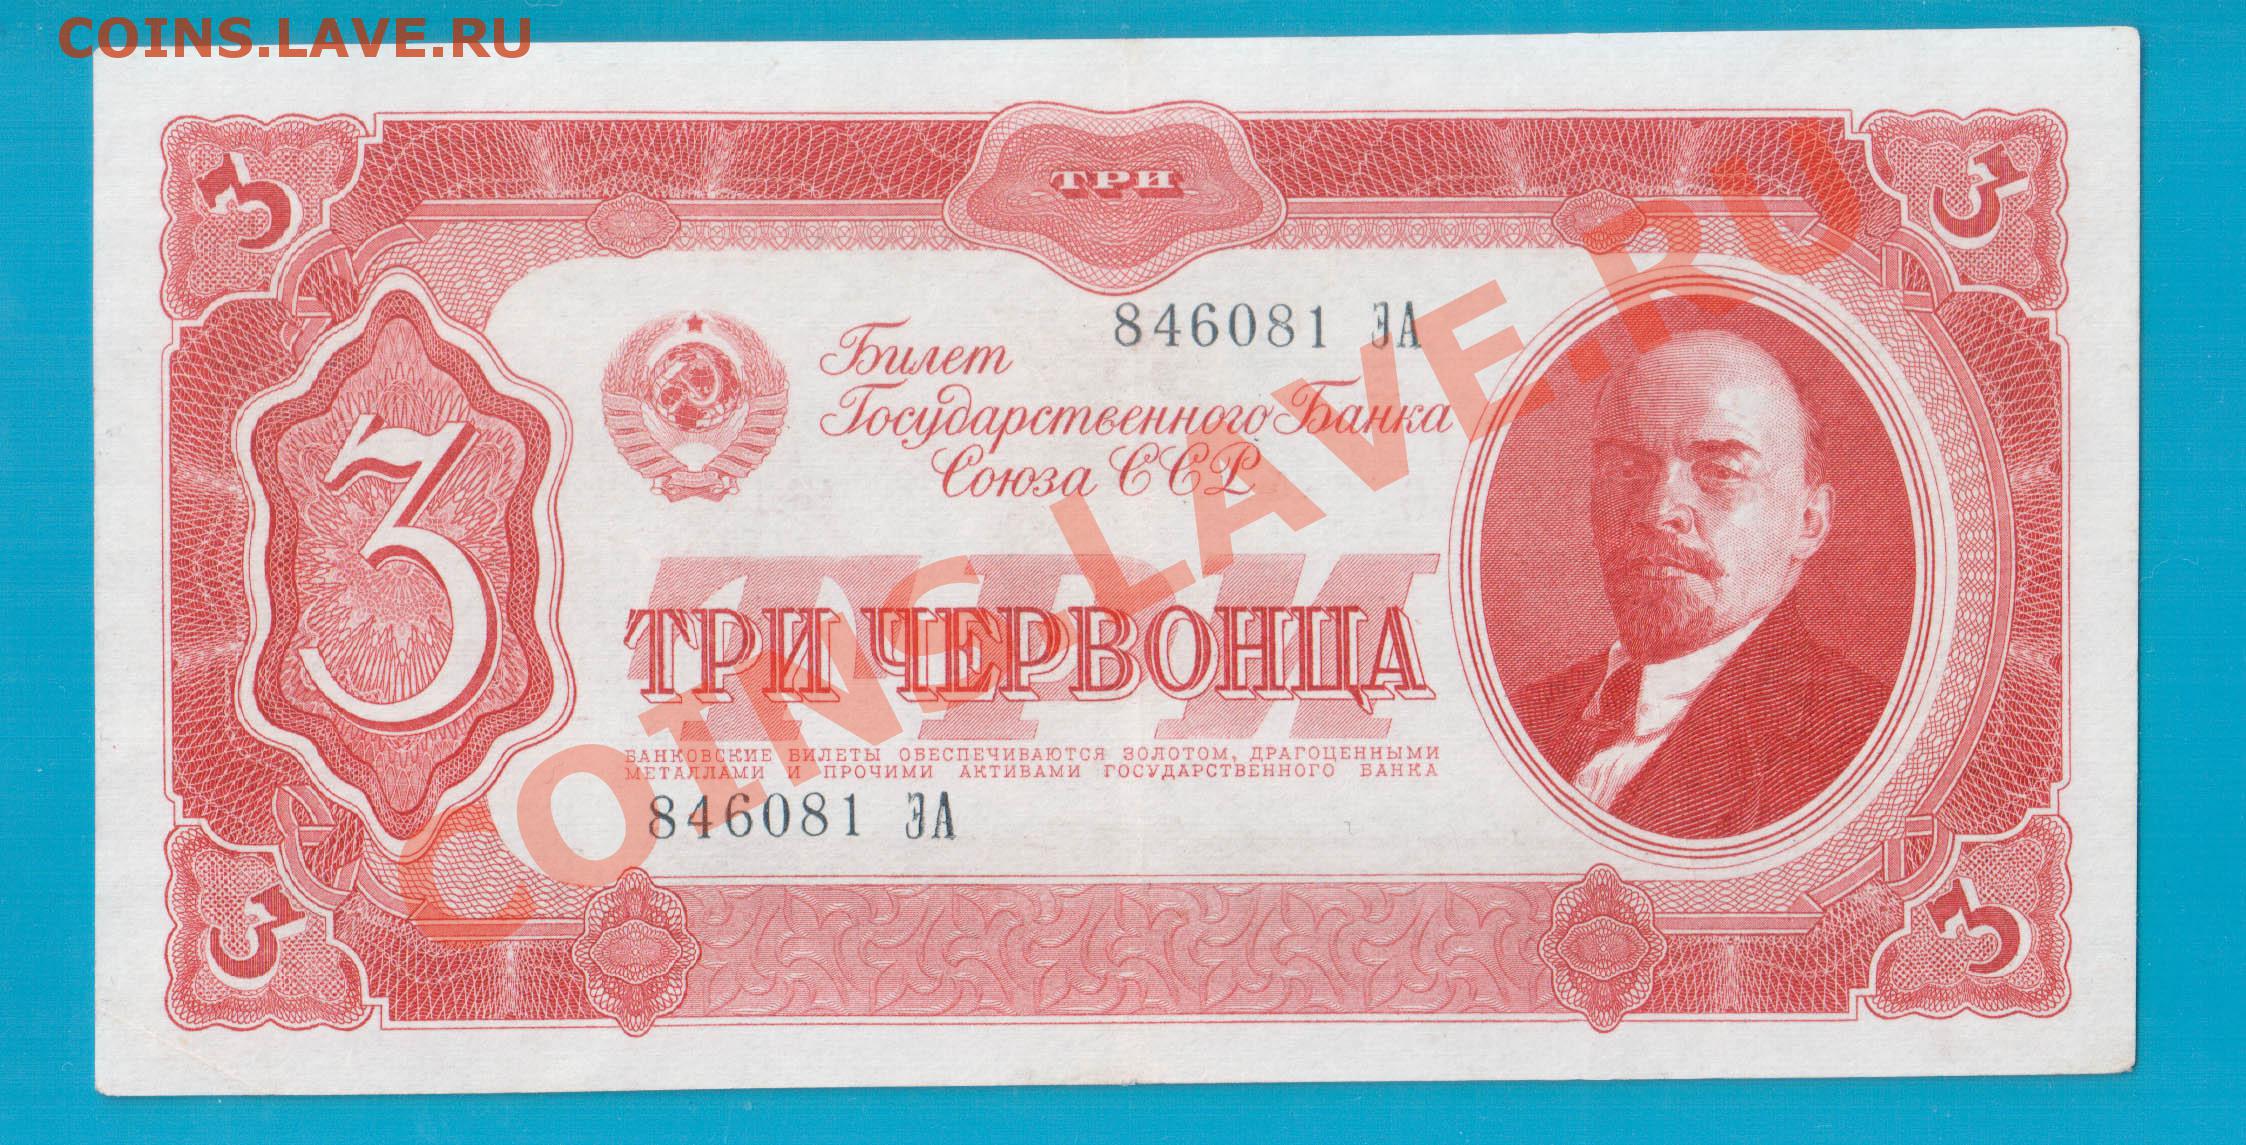 COINS.LAVE.RU
3
ТРИ
3
846081 ЭА
Билет
Государственного Банка
Союза ССР
3
ТРИ
ТРИ ЧЕРВОНЦА
БАНКОВСКИЕ БИЛЕТЫ ОБЕСПЕЧИВАЮТСЯ ЗОЛОТОМ, ДРАГОЦЕННЫМИ
МЕТАЛЛАМИ И ПРОЧИМИ АКТИВАМИ ГОСУДАРСТВЕННОГО БАНКА
846081 ЭА
3
3
COINS.LAVE.RU